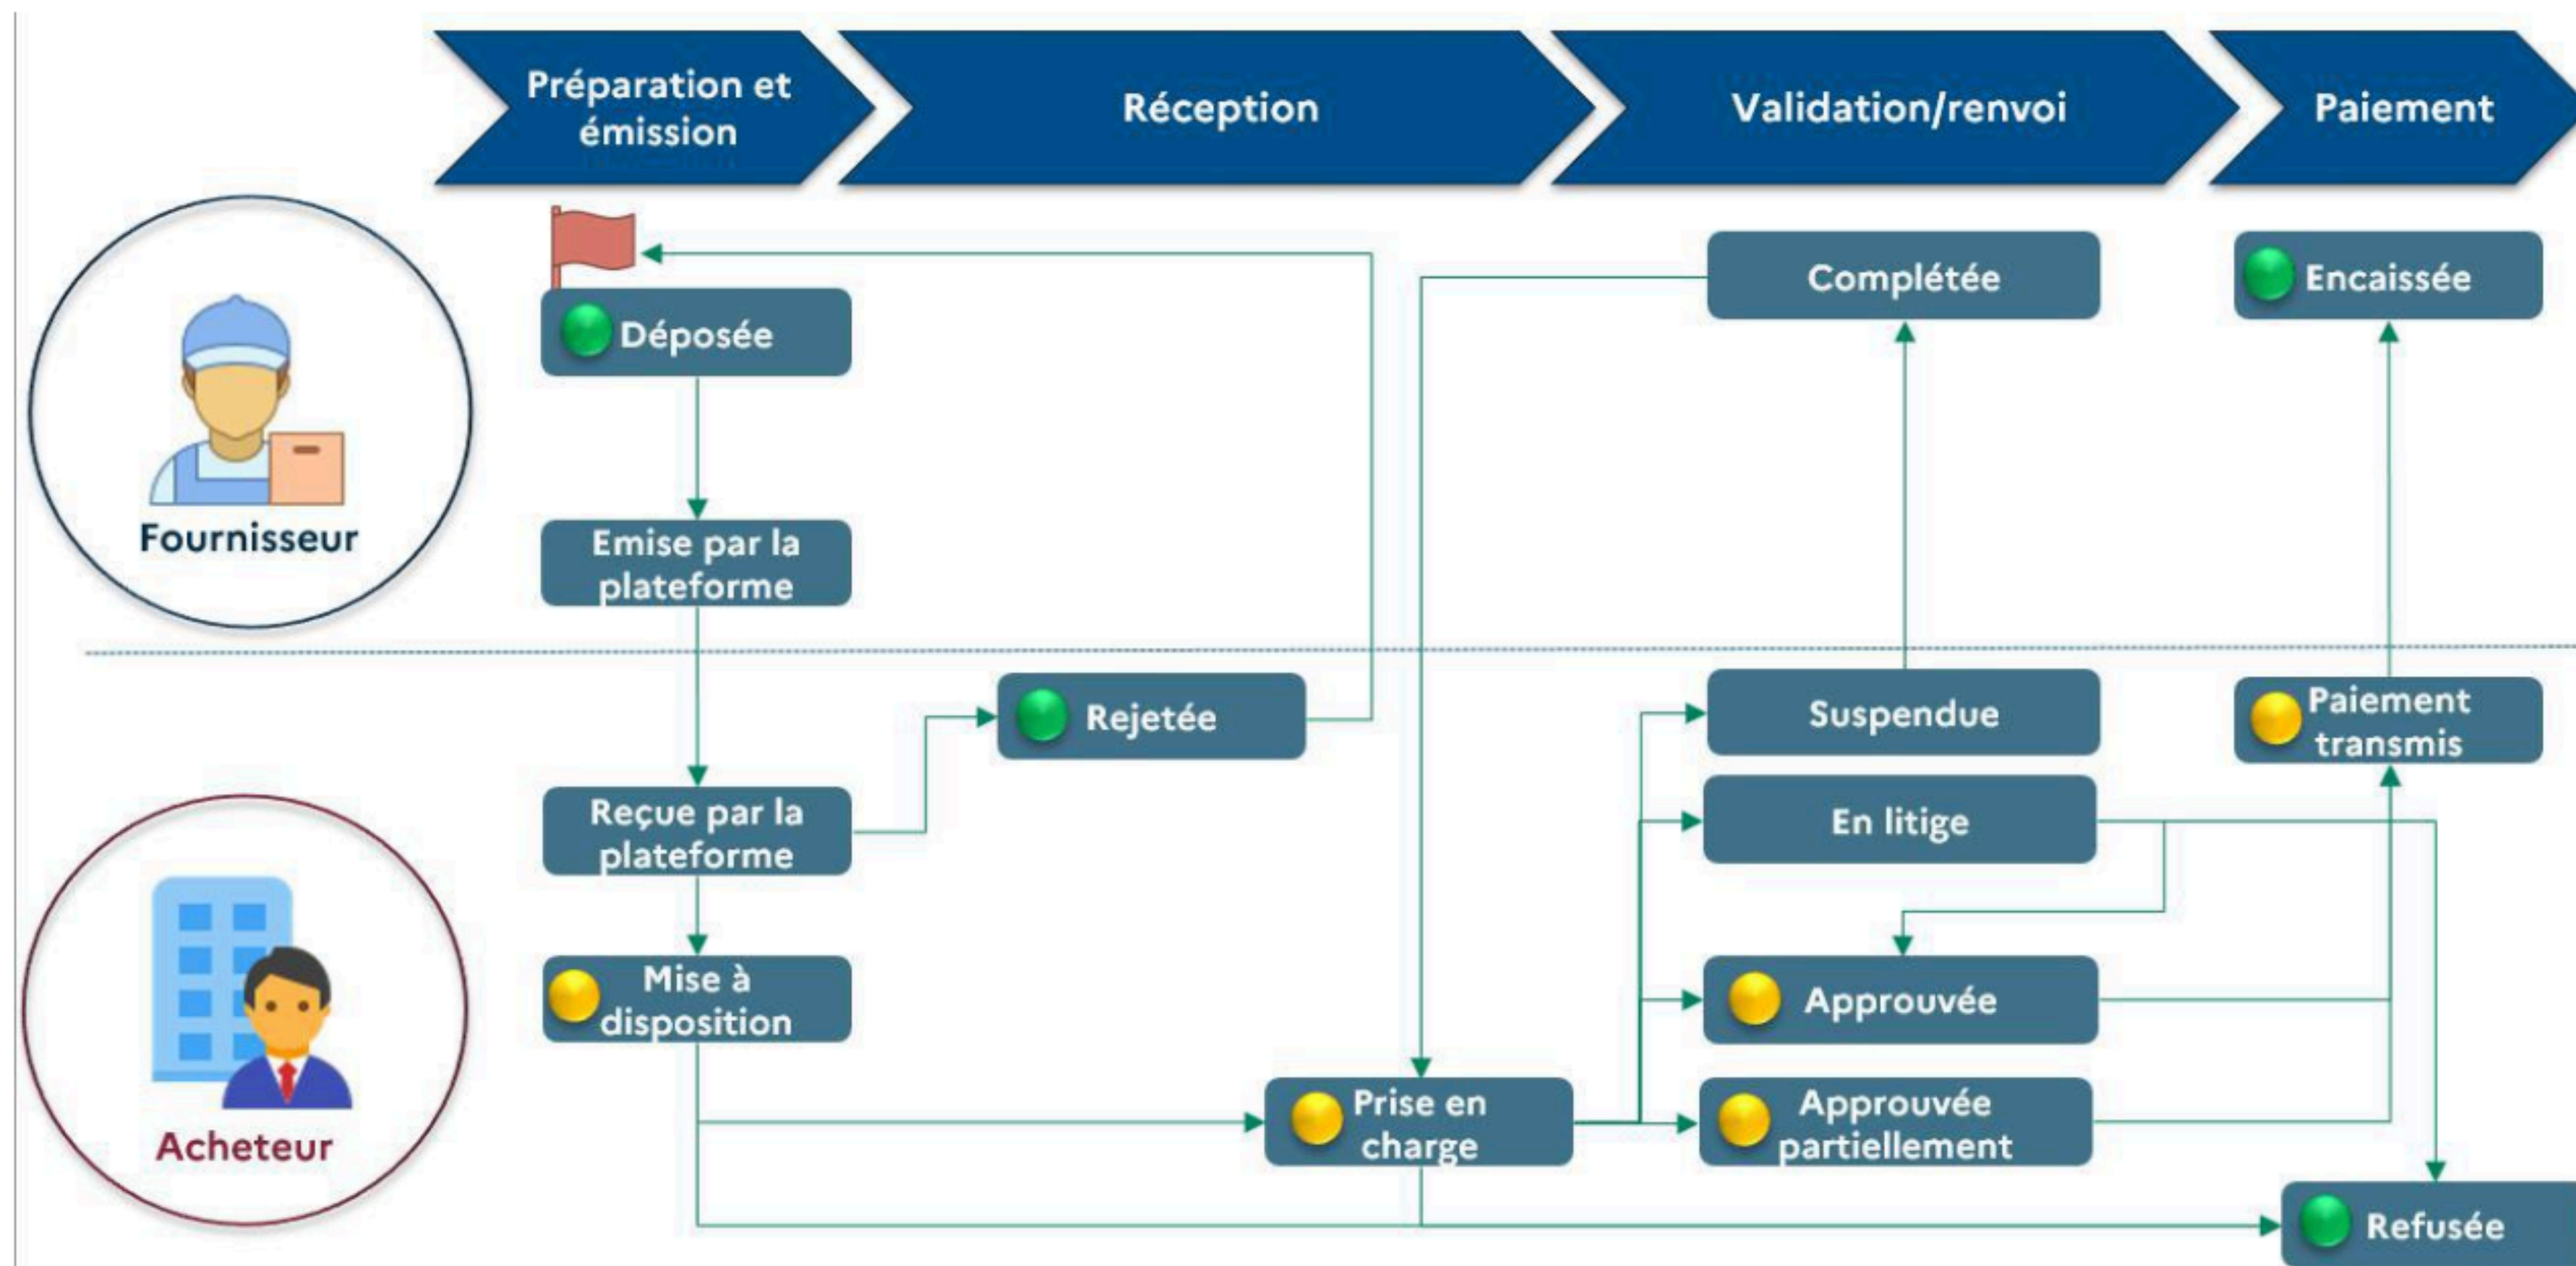 Préparation et
émission
Réception
Validation/renvoi
Paiement
Fournisseur
Déposée
Complétée
Encaissée
Emise par la
plateforme
Acheteur
Rejetée
Suspendue
Paiement
transmis
Reçue par la
plateforme
En litige
Mise à
disposition
Approuvée
Prise en
charge
Approuvée
partiellement
Refusée